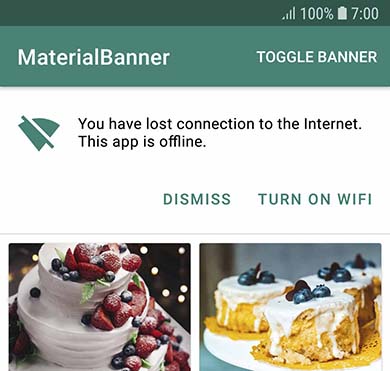 100% 7:00
MaterialBanner TOGGLE BANNER
You have lost connection to the Internet.
This app is offline.
DISMISS TURN ON WIFI